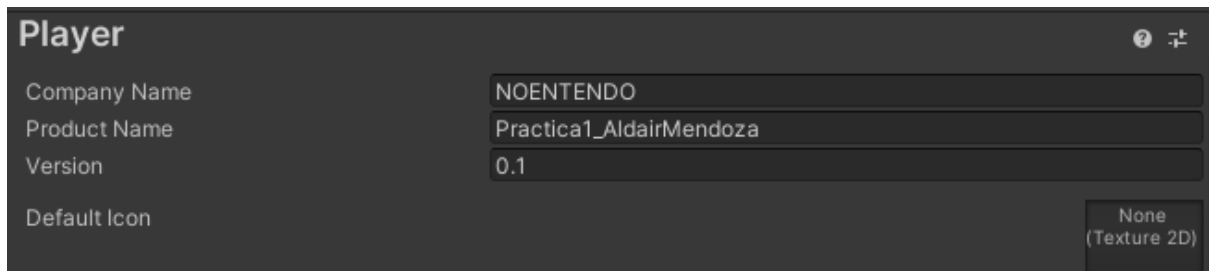 Player
Company Name NOENTENDO
Product Name Practica1_AldairMendoza
Version 0.1
Default Icon
None
(Texture 2D)